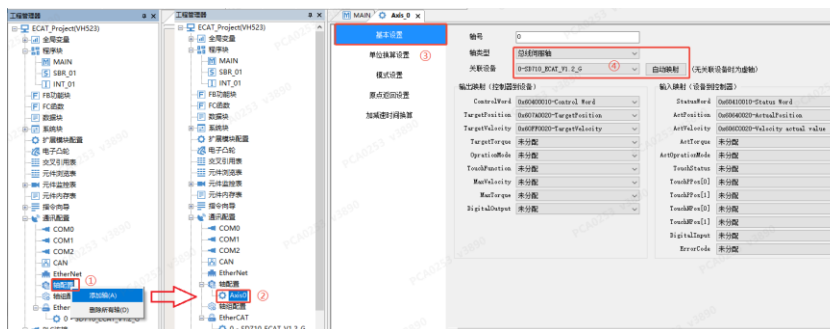 工程管理器
ECAT_Project(VH523)
全局变量
程序块
MAIN
SBR_01
INT_01
FB功能块
FC函数
数据块
系统块
扩展模块配置
电子凸轮
交叉引用表
元件浏览表
元件监控表
元件内存表
指令向导
通讯配置
COM0
COM1
COM2
CAN
EtherNet
轴配置
①
添加轴(A)
删除所有轴(D)
轴组配
Ether
工程管理器
ECAT_Project(VH523)
全局变量
程序块
MAIN
SBR_01
INT_01
FB功能块
FC函数
数据块
系统块
扩展模块配置
电子凸轮
交叉引用表
元件浏览表
元件监控表
元件内存表
指令向导
通讯配置
COM0
COM1
COM2
CAN
EtherNet
轴配置
Axis0
②
轴组配置
EtherCAT
0 - SD710_ECAT_V1.2_G
MAIN
Axis_0
基本设置
单位换算设置
③
模式设置
原点返回设置
加减速时间换算
轴号
0
轴类型
总线伺服轴
关联设备
0-SD710_ECAT_V1.2_G
④
自动映射
(无关联设备时为虚轴)
输出映射(控制器到设备)
ControlWord 0x60400010-Control Word
TargetPosition 0x607A0020-TargetPosition
TargetVelocity 0x60FF0020-TargetVelocity
TargetTorque 未分配
OprationMode 未分配
TouchFunction 未分配
MaxVelocity 未分配
MaxTorque 未分配
DigitalOutput 未分配
输入映射(设备到控制器)
StatusWord 0x60410010-Status Word
ActPosition 0x60640020-ActualPosition
ActVelocity 0x606C0020-Velocity actual value
ActTorque 未分配
ActOprationMode 未分配
TouchStatus 未分配
TouchPPos[0] 未分配
TouchPPos[1] 未分配
TouchNPos[0] 未分配
TouchNPos[1] 未分配
DigitalInput 未分配
ErrorCode 未分配